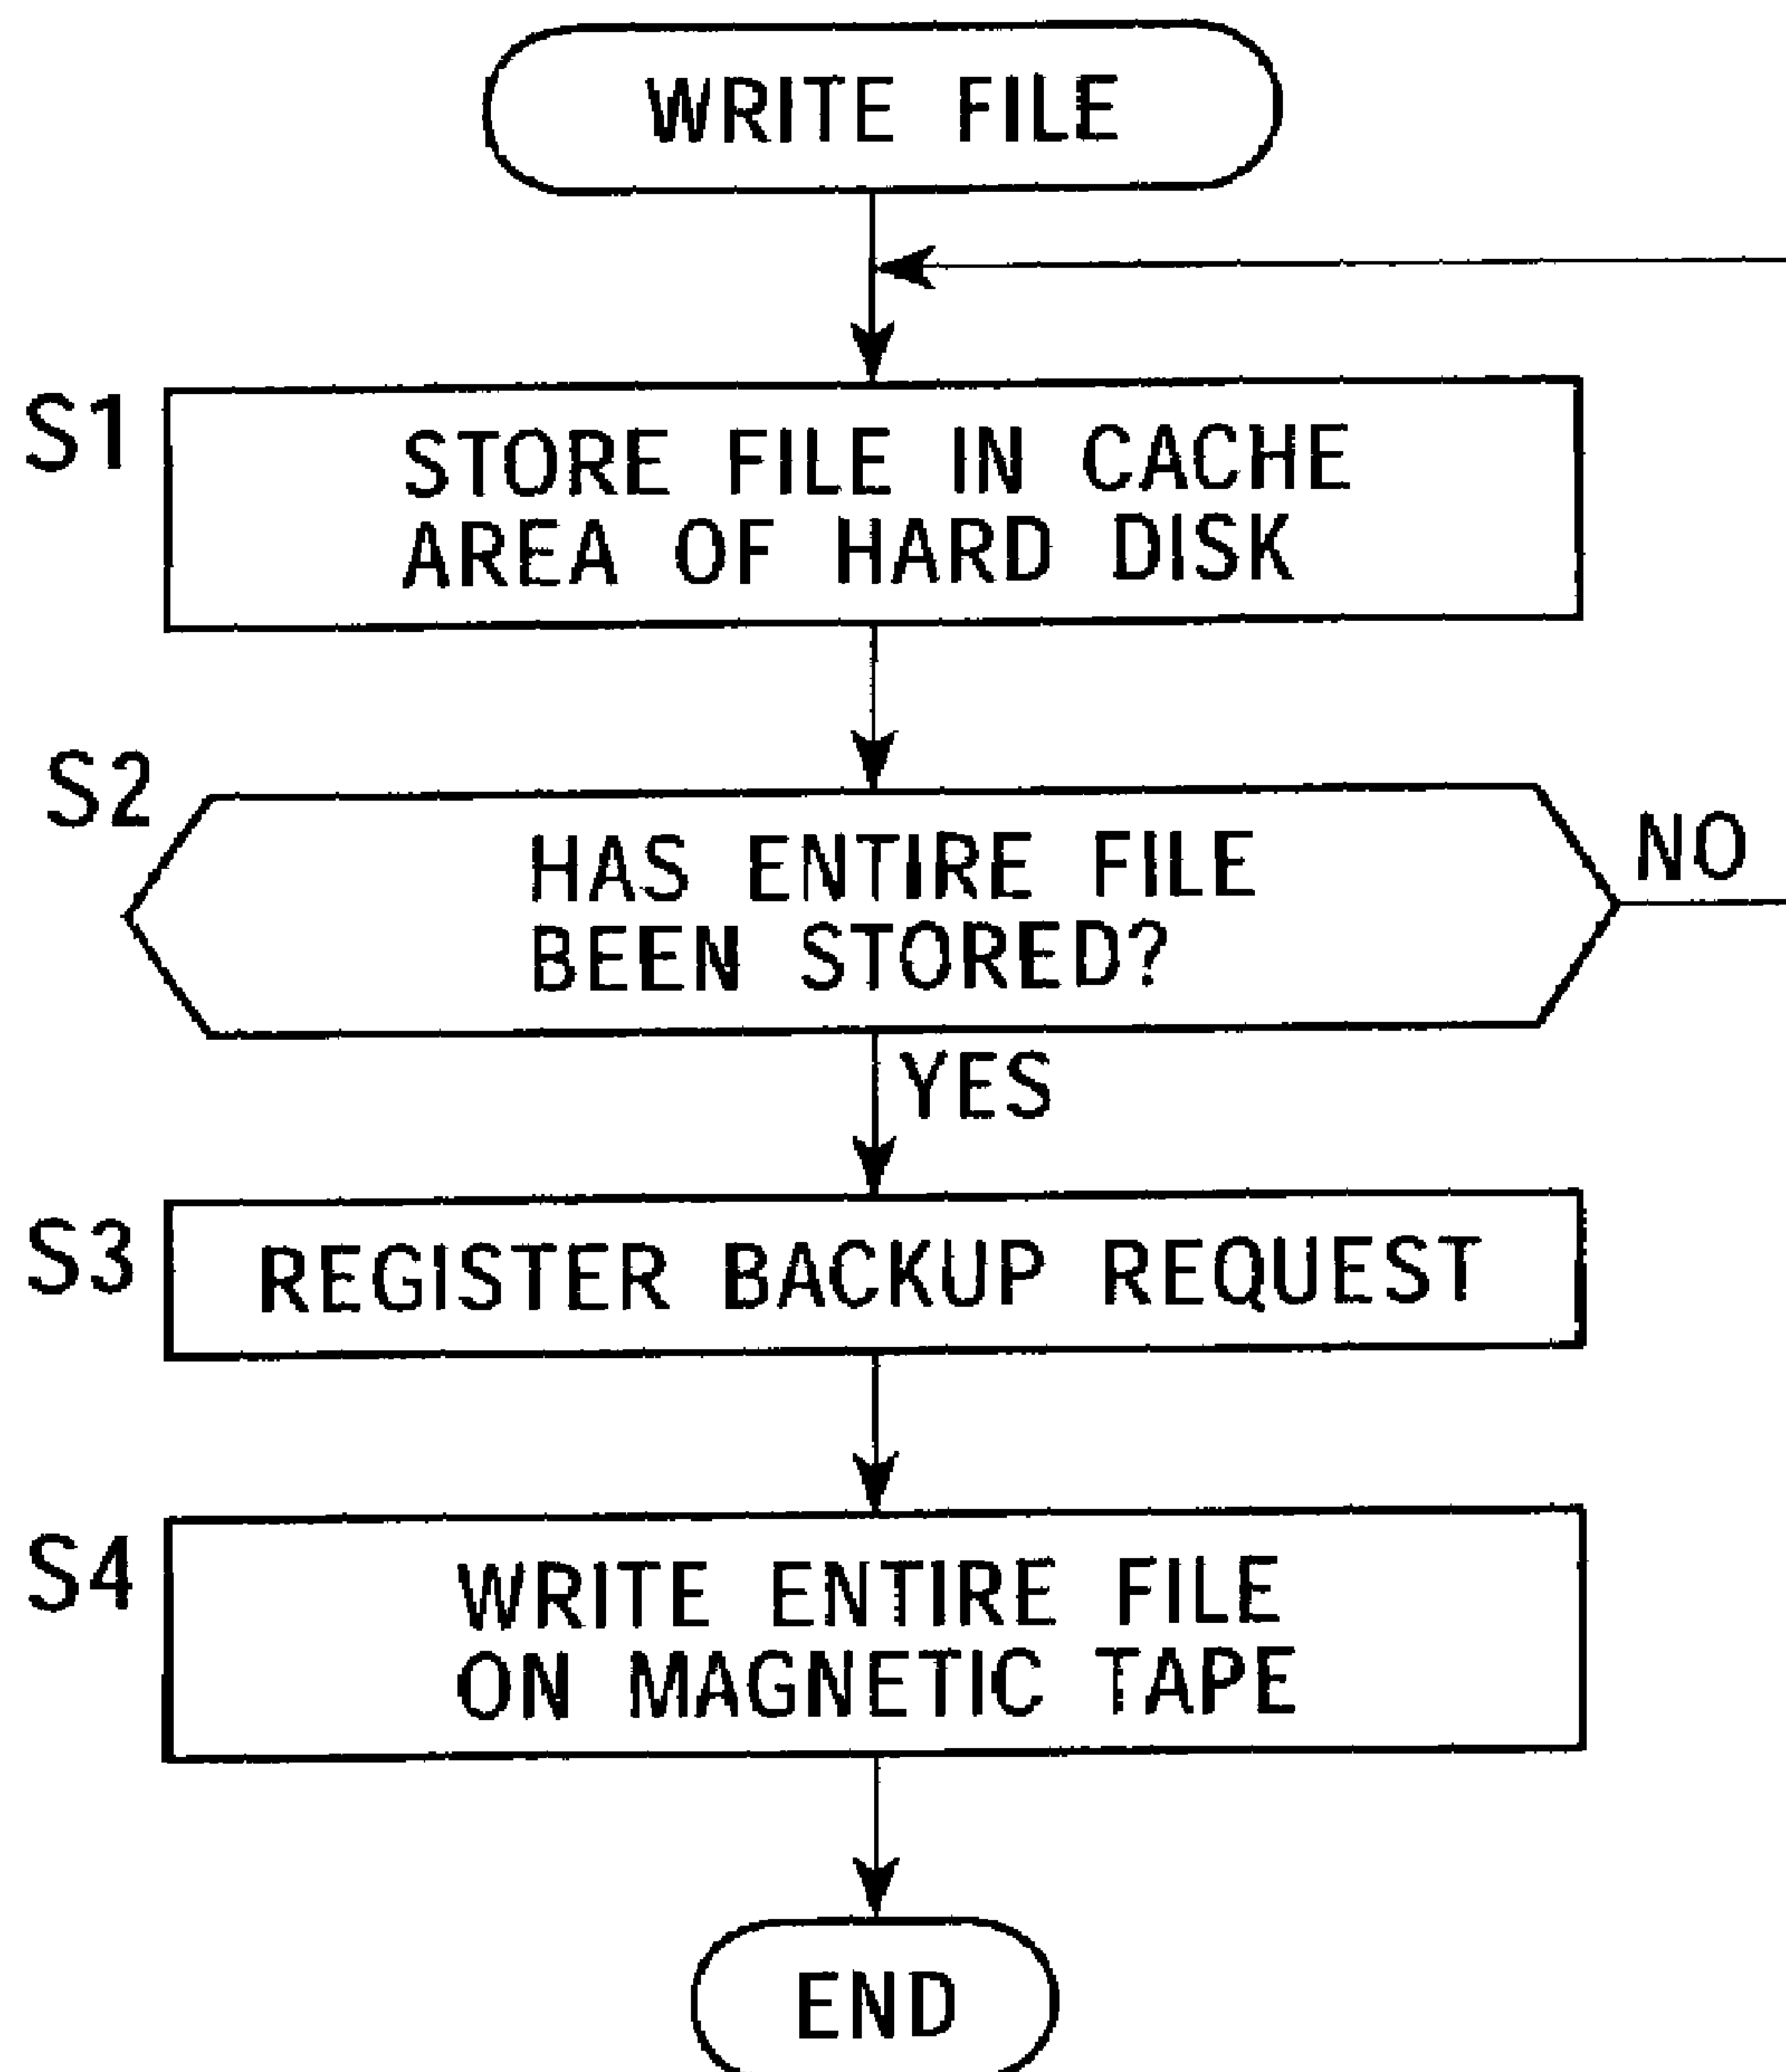 WRITE FILE
S1
STORE FILE IN CACHE
AREA OF HARD DISK
S2
HAS ENTIRE FILE
BEEN STORED?
NO
YES
S3
REGISTER BACKUP REQUEST
S4
WRITE ENTIRE FILE
ON MAGNETIC TAPE
END